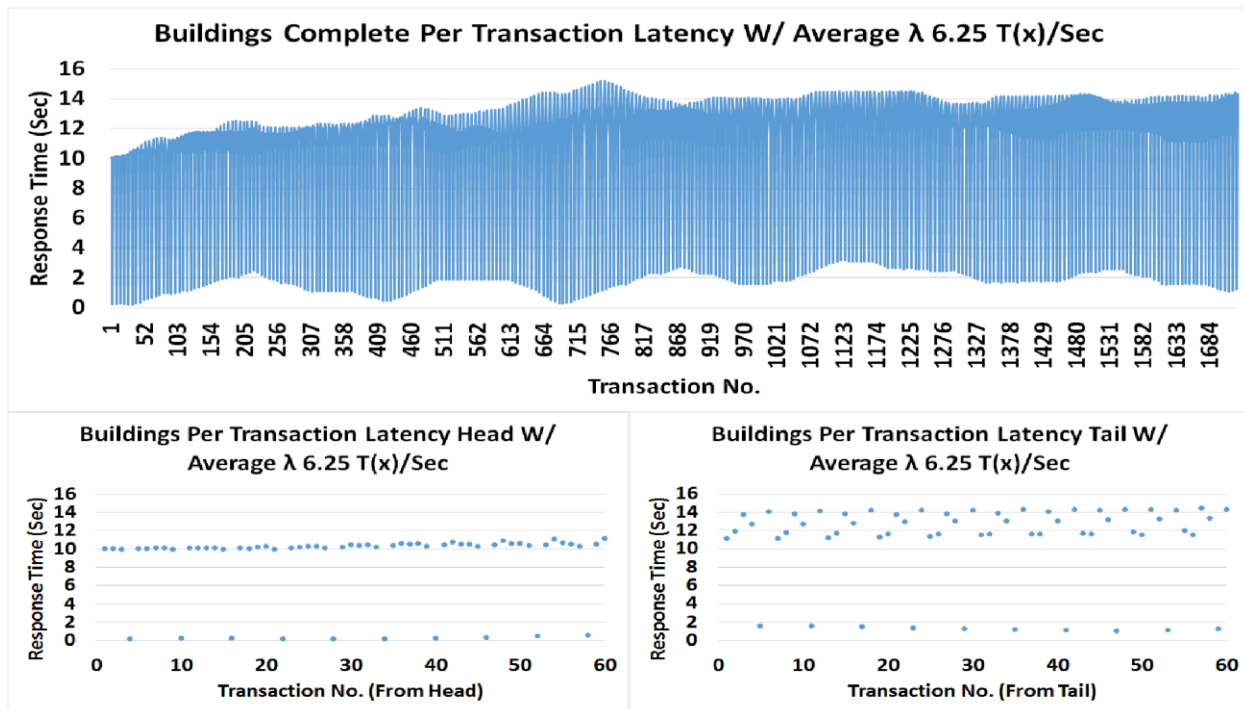 Buildings Complete Per Transaction Latency W/ Average λ 6.25 T(x)/Sec
16
14
12
10
8
6
4
2
0
Response Time (Sec)
1 52 103 154 205 256 307 358 409 460 511 562 613 664 715 766 817 868 919 970 1021 1072 1123 1174 1225 1276 1327 1378 1429 1480 1531 1582 1633 1684
Transaction No.
Buildings Per Transaction Latency Head W/
Average λ 6.25 T(x)/Sec
16
14
12
10
8
6
4
2
0
Response Time (Sec)
0 10 20 30 40 50 60
Transaction No. (From Head)
Buildings Per Transaction Latency Tail W/
Average λ 6.25 T(x)/Sec
16
14
12
10
8
6
4
2
0
Response Time (Sec)
0 10 20 30 40 50 60
Transaction No. (From Tail)